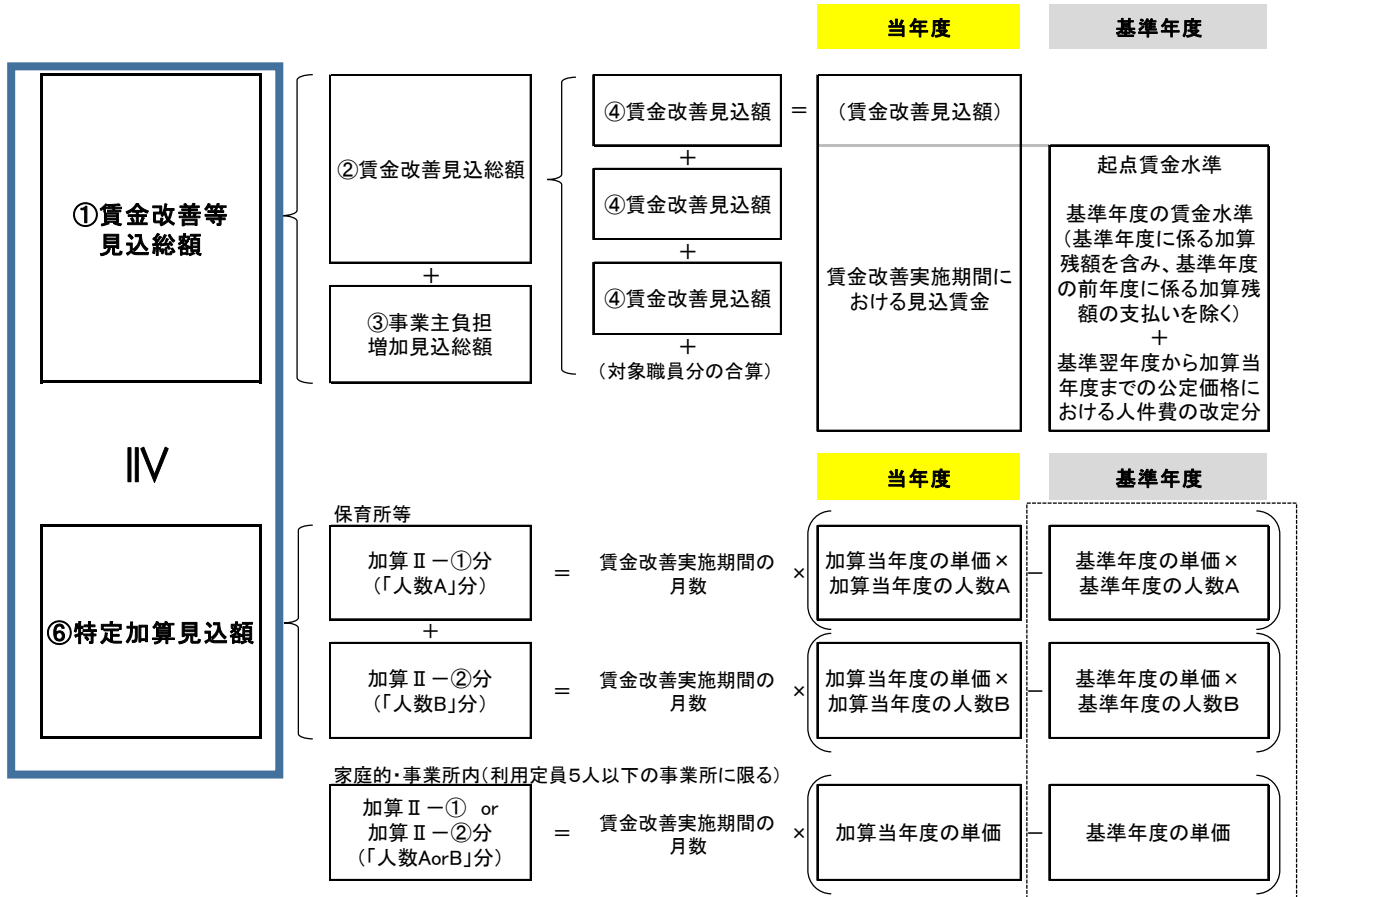 当年度
基準年度
①賃金改善等
見込総額
②賃金改善見込総額
＋
③事業主負担
増加見込総額
④賃金改善見込額
＋
④賃金改善見込額
＋
④賃金改善見込額
＋
（対象職員分の合算）
＝
（賃金改善見込額）
賃金改善実施期間に
おける見込賃金
起点賃金水準
基準年度の賃金水準
（基準年度に係る加算
残額を含み、基準年度
の前年度に係る加算残
額の支払いを除く）
＋
基準翌年度から加算当
年度までの公定価格に
おける人件費の改定分
≧
当年度
基準年度
⑥特定加算見込額
保育所等
加算Ⅱ－①分
（「人数A」分）
＝
賃金改善実施期間の
月数
×
加算当年度の単価×
加算当年度の人数A
－
基準年度の単価×
基準年度の人数A
＋
加算Ⅱ－②分
（「人数B」分）
＝
賃金改善実施期間の
月数
×
加算当年度の単価×
加算当年度の人数B
－
基準年度の単価×
基準年度の人数B
家庭的・事業所内（利用定員５人以下の事業所に限る）
加算Ⅱ－① or
加算Ⅱ－②分
（「人数AorB」分）
＝
賃金改善実施期間の
月数
×
加算当年度の単価
－
基準年度の単価